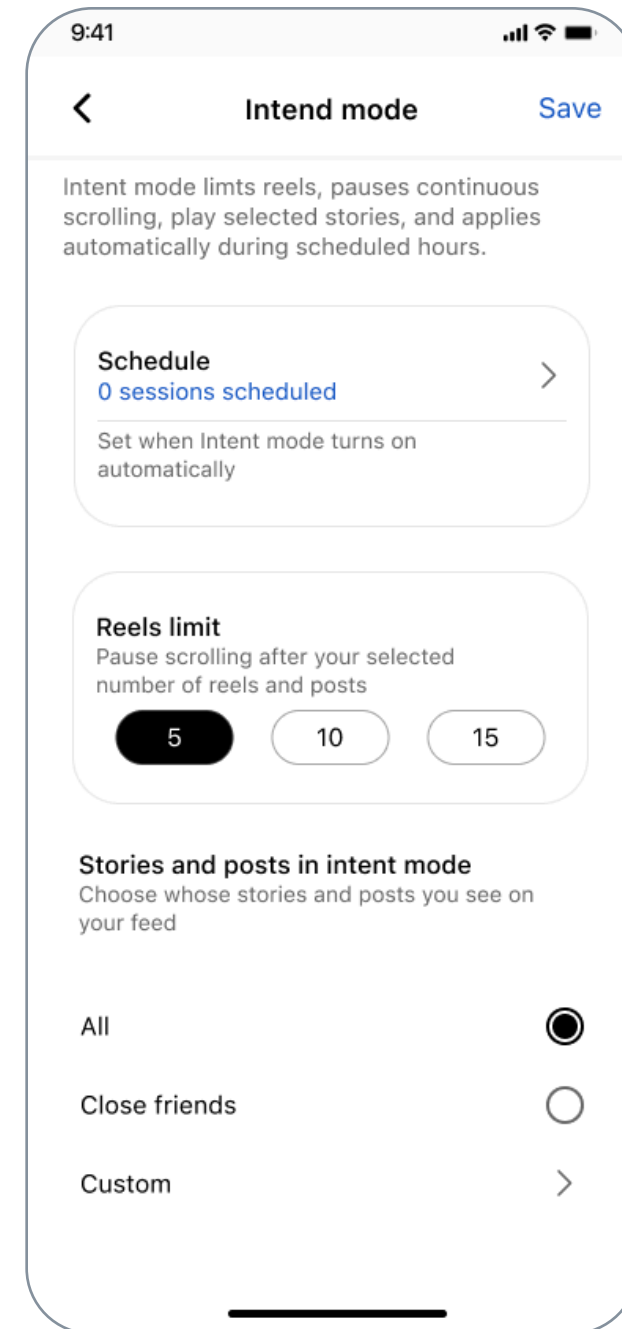 9:41
Intend mode
Save
Intent mode limts reels, pauses continuous
scrolling, play selected stories, and applies
automatically during scheduled hours.
Schedule
0 sessions scheduled
Set when Intent mode turns on
automatically
Reels limit
Pause scrolling after your selected
number of reels and posts
5
10
15
Stories and posts in intent mode
Choose whose stories and posts you see on
your feed
All
Close friends
Custom